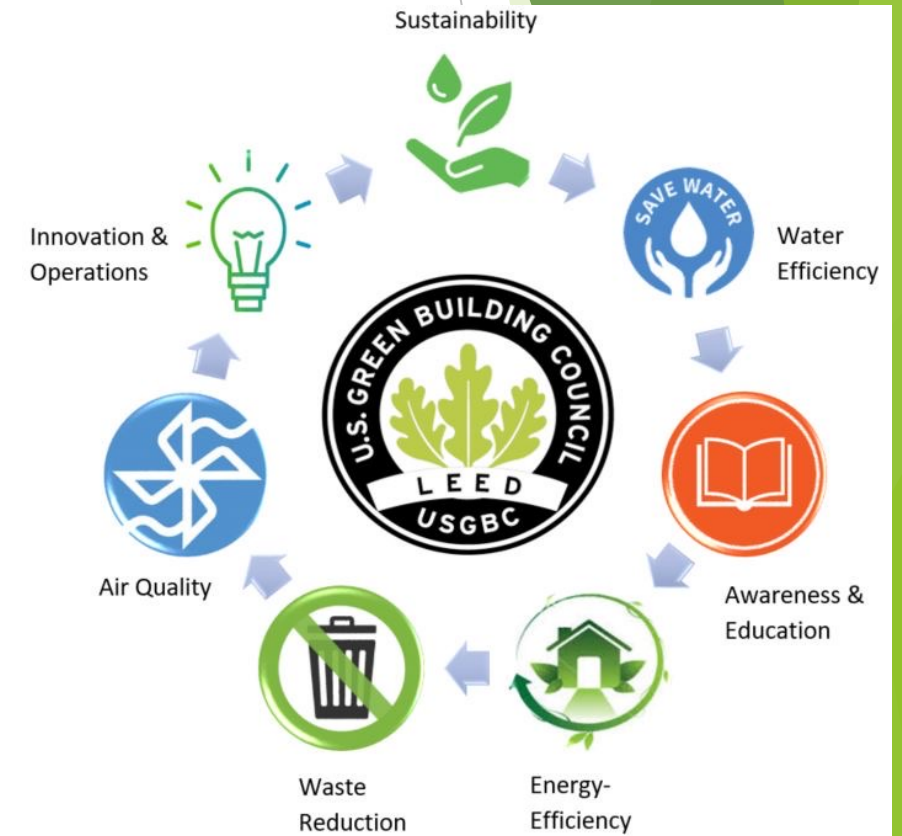 Sustainability
SAVE WATER
Water
Efficiency
Innovation &
Operations
U.S. GREEN BUILDING COUNCIL
LEED
USGBC
Air Quality
Awareness &
Education
Waste
Reduction
Energy-
Efficiency